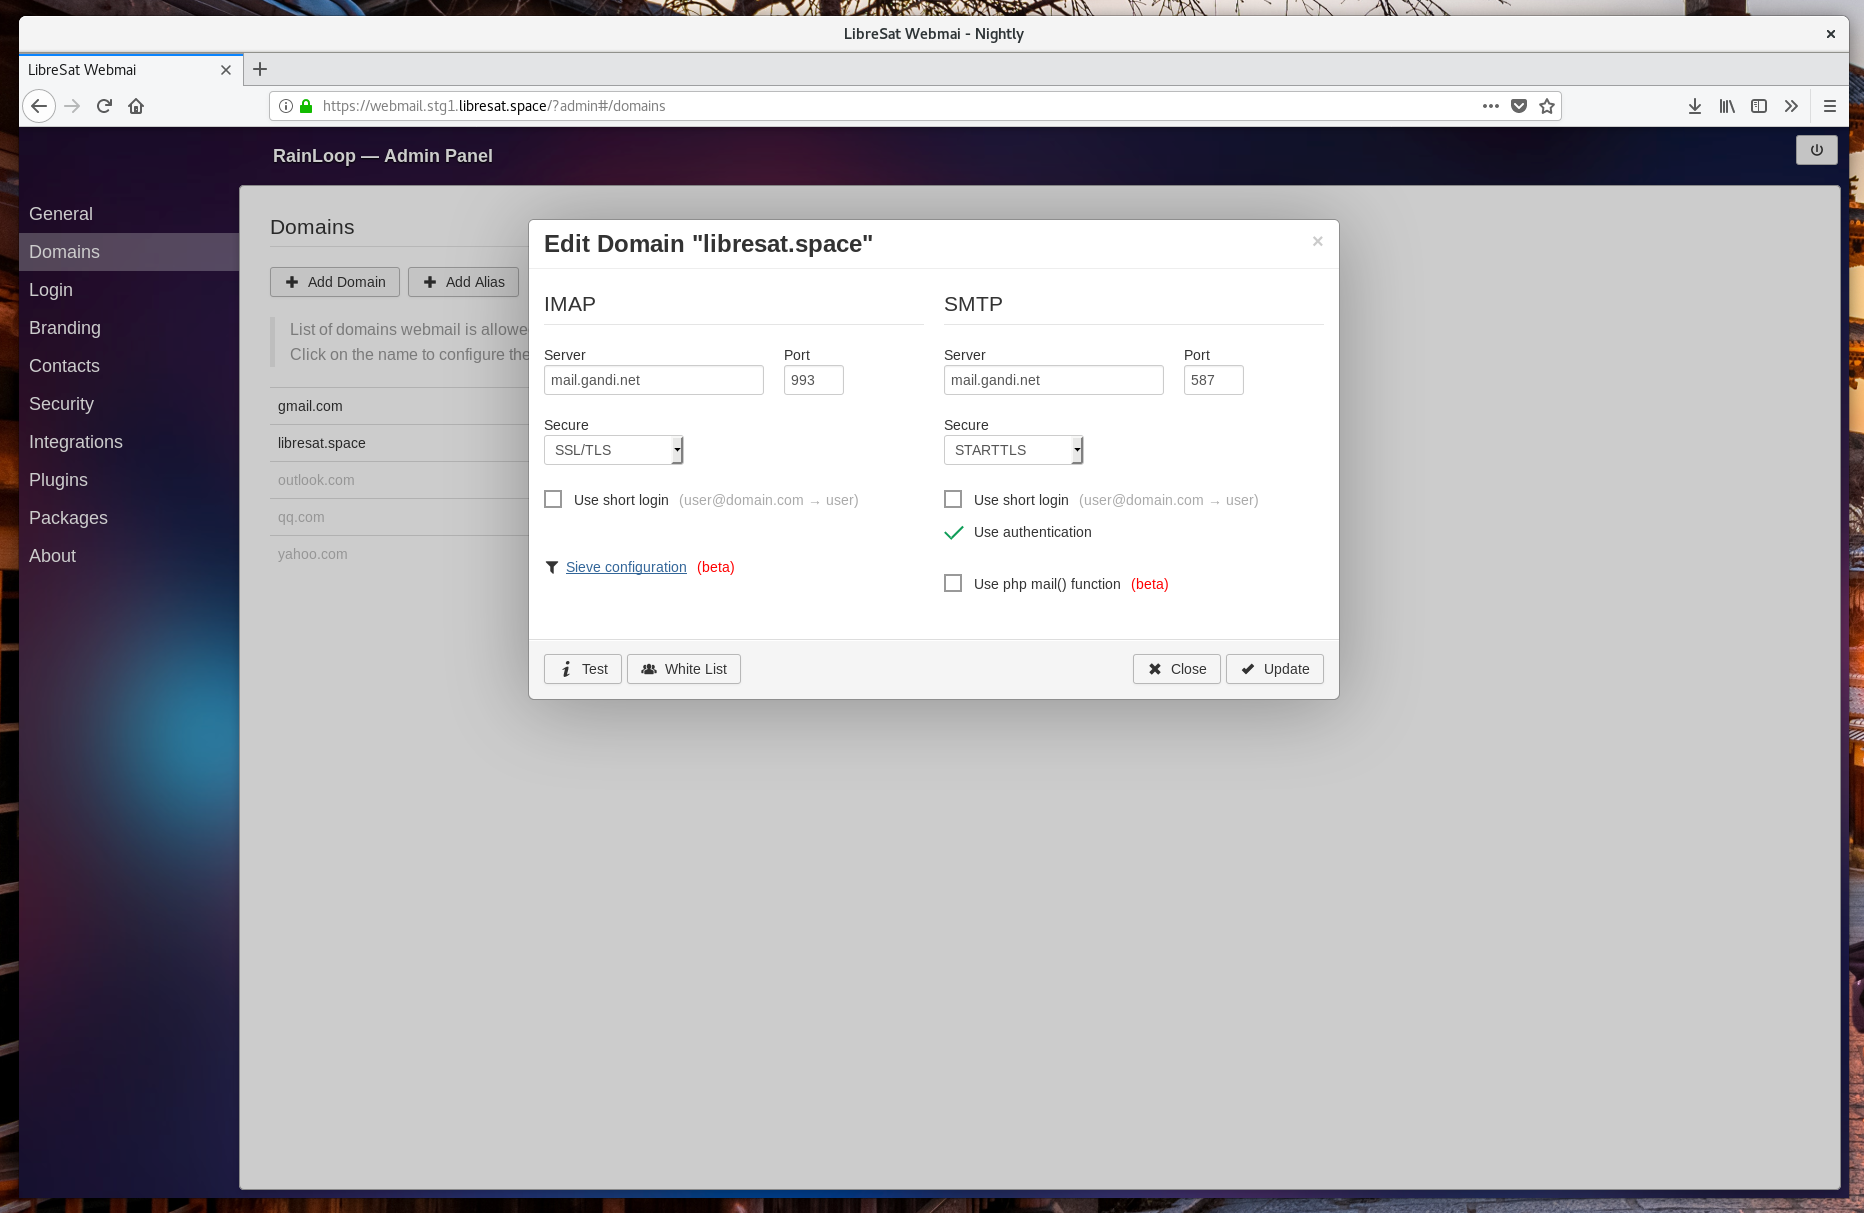 LibreSat Webmai - Nightly
LibreSat Webmai
https://webmail.stg1.libresat.space/?admin#/domains
RainLoop — Admin Panel
General
Domains
Login
Branding
Contacts
Security
Integrations
Plugins
Packages
About
Domains
Add Domain
Add Alias
List of domains webmail is allowe
Click on the name to configure the
gmail.com
libresat.space
outlook.com
qq.com
yahoo.com
Edit Domain "libresat.space"
×
IMAP
Server
Port
mail.gandi.net
993
Secure
SSL/TLS
Use short login (user@domain.com → user)
Sieve configuration (beta)
SMTP
Server
Port
mail.gandi.net
587
Secure
STARTTLS
Use short login (user@domain.com → user)
Use authentication
Use php mail() function (beta)
Test
White List
Close
Update